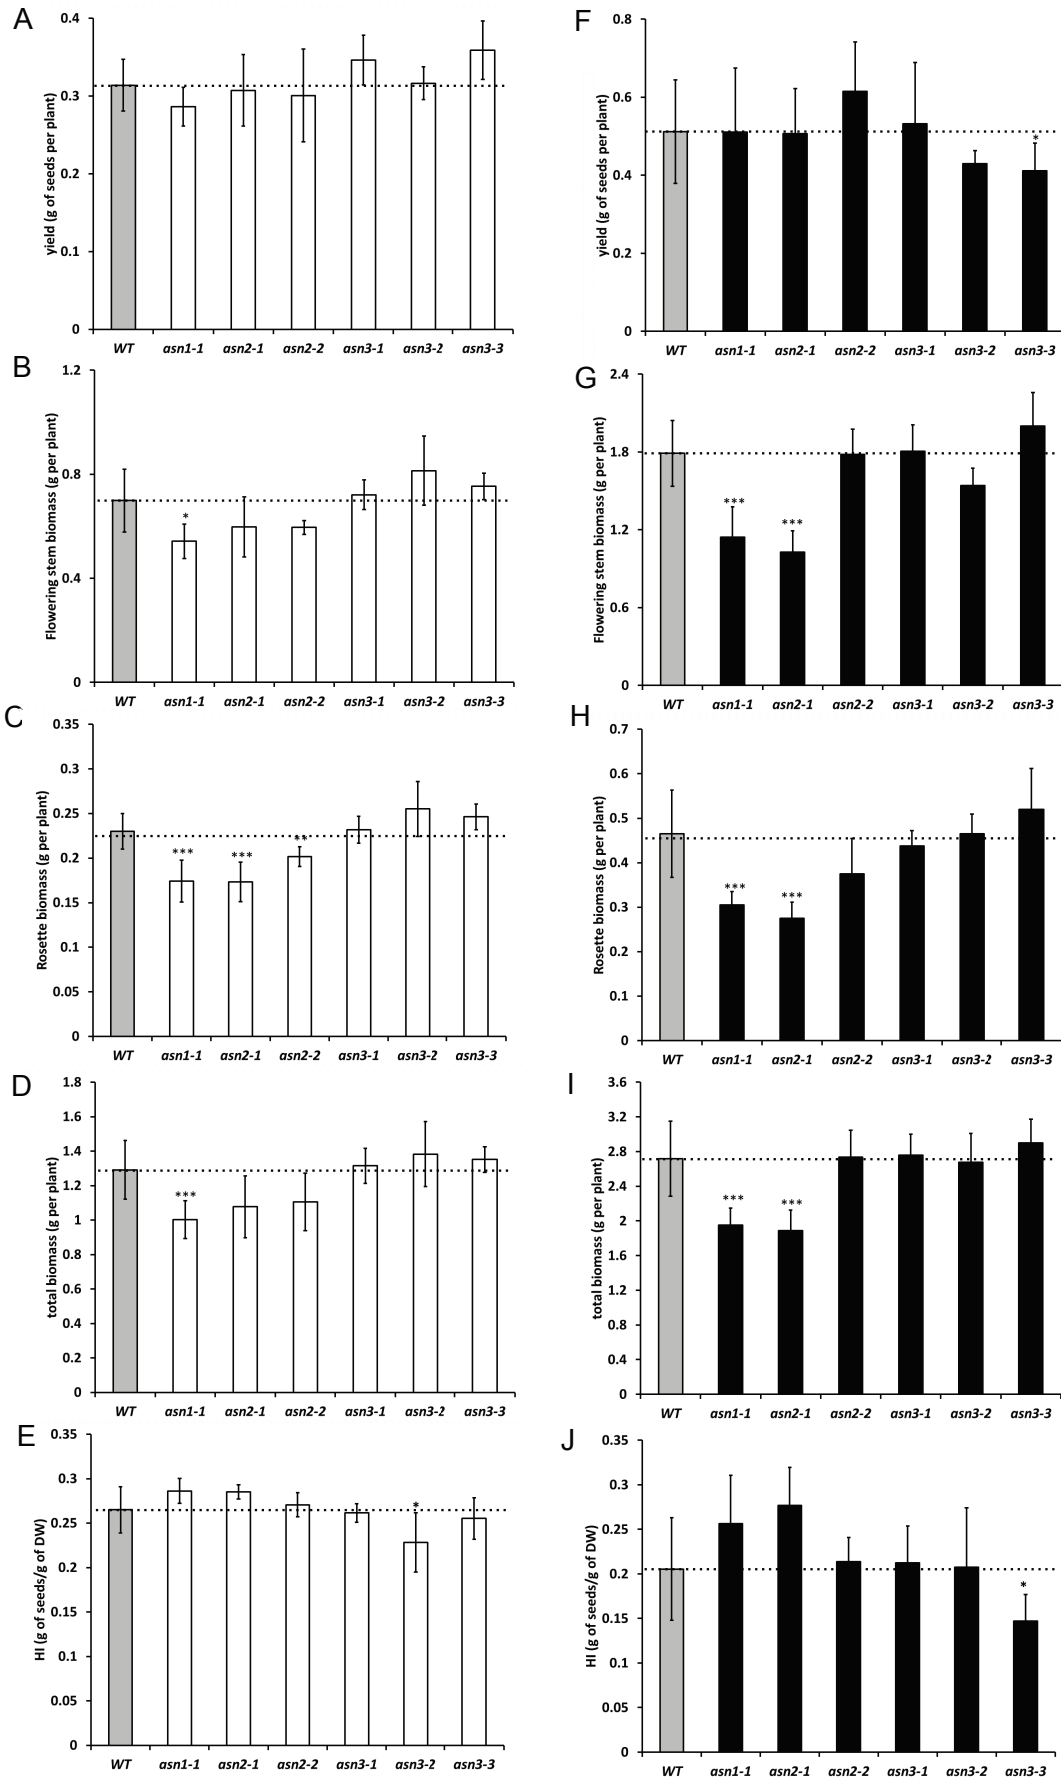 A
yield (g of seeds per plant)
0.4
0.3
0.2
0.1
0
WT asn1-1 asn2-1 asn2-2 asn3-1 asn3-2 asn3-3
F
yield (g of seeds per plant)
0.8
0.6
0.4
0.2
0
*
WT asn1-1 asn2-1 asn2-2 asn3-1 asn3-2 asn3-3
B
Flowering stem biomass (g per plant)
1.2
0.8
0.4
0
*
WT asn1-1 asn2-1 asn2-2 asn3-1 asn3-2 asn3-3
G
Flowering stem biomass (g per plant)
2.4
1.8
1.2
0.6
0
*** ***
WT asn1-1 asn2-1 asn2-2 asn3-1 asn3-2 asn3-3
C
Rosette biomass (g per plant)
0.35
0.3
0.25
0.2
0.15
0.1
0.05
0
*** *** **
WT asn1-1 asn2-1 asn2-2 asn3-1 asn3-2 asn3-3
H
Rosette biomass (g per plant)
0.7
0.6
0.5
0.4
0.3
0.2
0.1
0
*** ***
WT asn1-1 asn2-1 asn2-2 asn3-1 asn3-2 asn3-3
D
total biomass (g per plant)
1.8
1.6
1.4
1.2
1
0.8
0.6
0.4
0.2
0
***
WT asn1-1 asn2-1 asn2-2 asn3-1 asn3-2 asn3-3
I
total biomass (g per plant)
3.6
3.2
2.8
2.4
2
1.6
1.2
0.8
0.4
0
*** ***
WT asn1-1 asn2-1 asn2-2 asn3-1 asn3-2 asn3-3
E
HI (g of seeds/g of DW)
0.35
0.3
0.25
0.2
0.15
0.1
0.05
0
*
WT asn1-1 asn2-1 asn2-2 asn3-1 asn3-2 asn3-3
J
HI (g of seeds/g of DW)
0.35
0.3
0.25
0.2
0.15
0.1
0.05
0
*
WT asn1-1 asn2-1 asn2-2 asn3-1 asn3-2 asn3-3